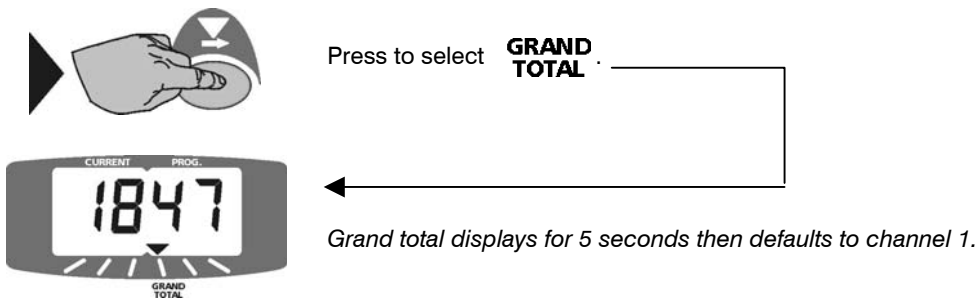 Press to select GRAND
TOTAL .
CURRENT PROG.
1847
GRAND
TOTAL
Grand total displays for 5 seconds then defaults to channel 1.